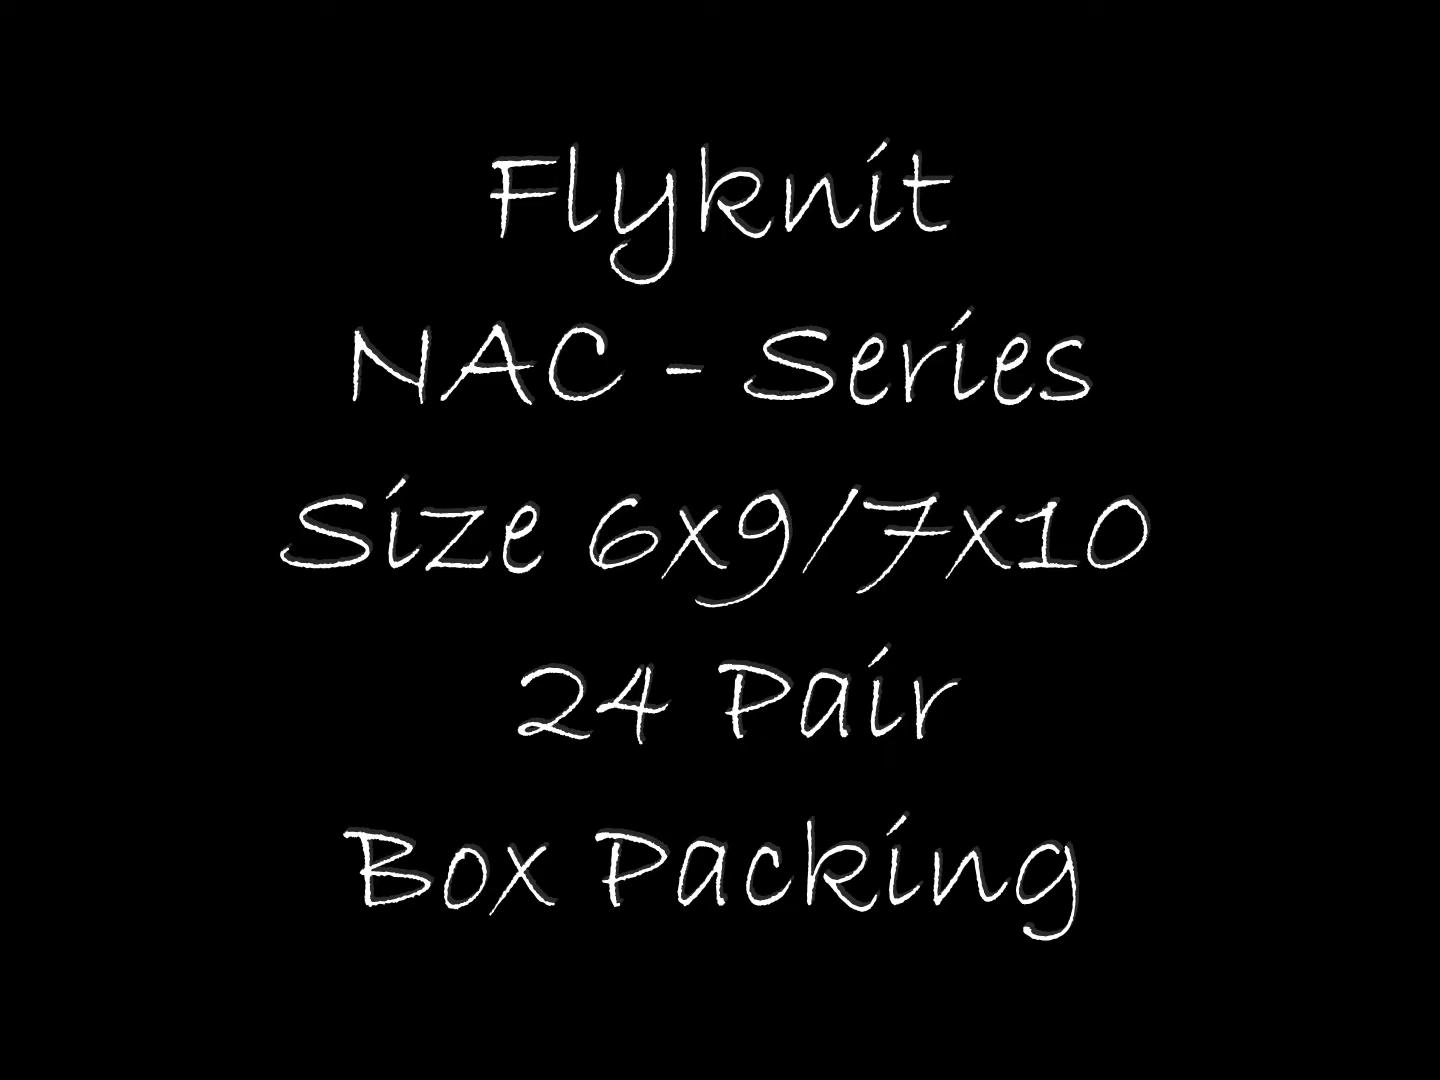 Flyknit
NAC - Series
Size 6x9/7x10
24 Pair
Box Packing